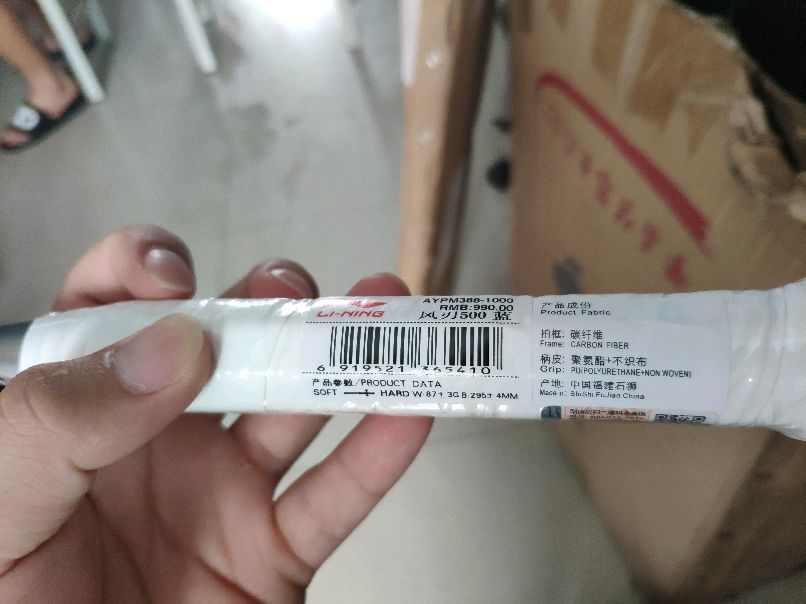 LI-NING
AYPM388-1000
RMB:990.00
风刃500 蓝
6 919521 365410
产品参数/PRODUCT DATA
SOFT HARD W-87± 3G B:295± 4MM
产品成份
Product Fabric
拍框: 碳纤维
Frame: CARBON FIBER
柄皮: 聚氨酯+不织布
Grip: PU(POLYURETHANE+NON WOVEN)
产地: 中国福建石狮
Made in: ShiShi FuJian China